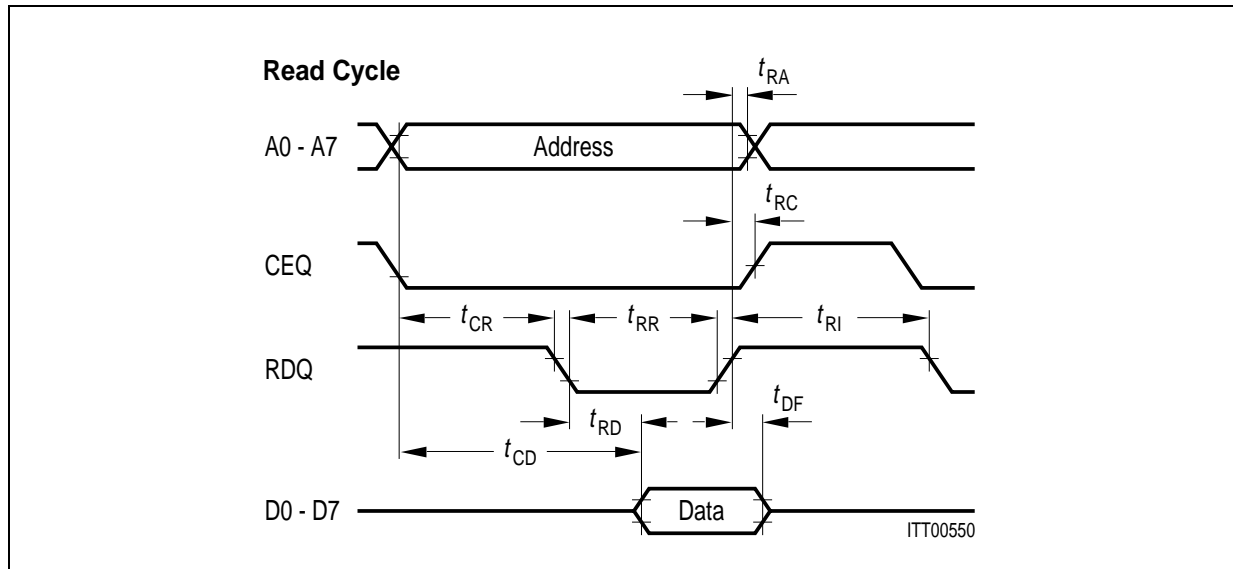 Read Cycle
tRA
A0 - A7
Address
tRC
CEQ
tCR
tRR
tRI
RDQ
tRD
tDF
tCD
D0 - D7
Data
ITT00550